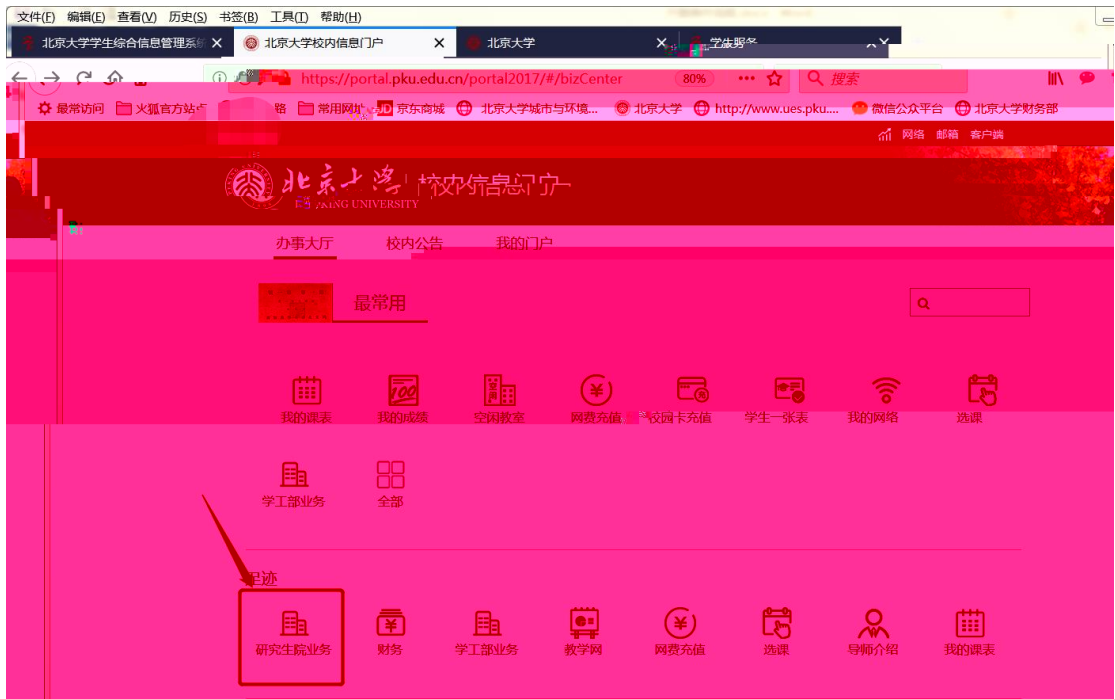 文件(F) 编辑(E) 查看(V) 历史(S) 书签(B) 工具(T) 帮助(H)
北京大学学生综合信息管理系统 北京大学校内信息门户 北京大学 学生服务
https://portal.pku.edu.cn/portal2017/#/bizCenter 80% 搜索
最常访问 火狐官方站点 常用网址 JD 京东商城 北京大学城市与环境... 北京大学 http://www.ues.pku.... 微信公众平台 北京大学财务部
网络 邮箱 客户端
北京大学 校内信息门户
PEKING UNIVERSITY
办事大厅 校内公告 我的门户
最常用
我的课表 我的成绩 空闲教室 网费充值 校园卡充值 学生一张表 我的网络 选课
学工部业务 全部
足迹
研究生院业务 财务 学工部业务 教学网 网费充值 选课 导师介绍 我的课表